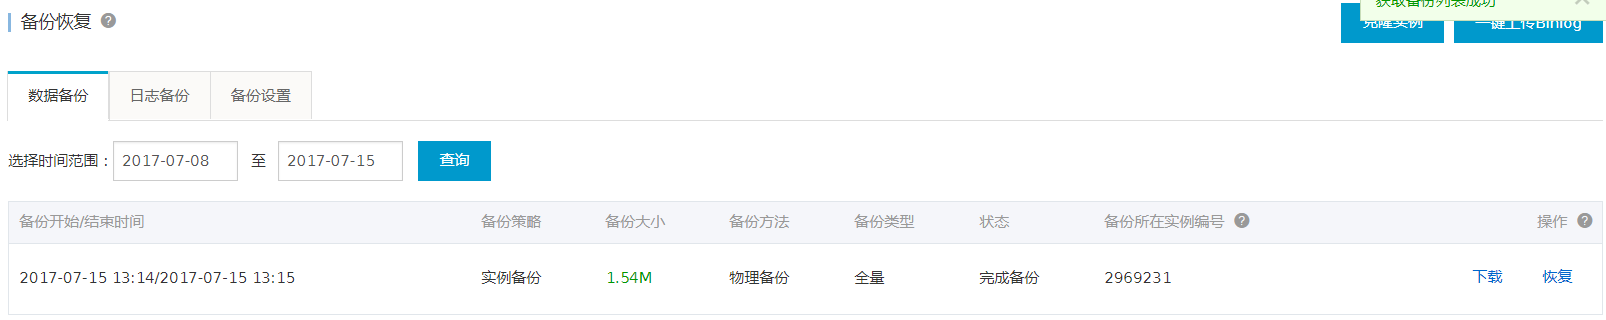 备份恢复
获取备份列表成功
克隆实例 一键上传Binlog
数据备份 日志备份 备份设置
选择时间范围： 2017-07-08 至 2017-07-15 查询
备份开始/结束时间 备份策略 备份大小 备份方法 备份类型 状态 备份所在实例编号 操作
2017-07-15 13:14/2017-07-15 13:15 实例备份 1.54M 物理备份 全量 完成备份 2969231 下载 恢复